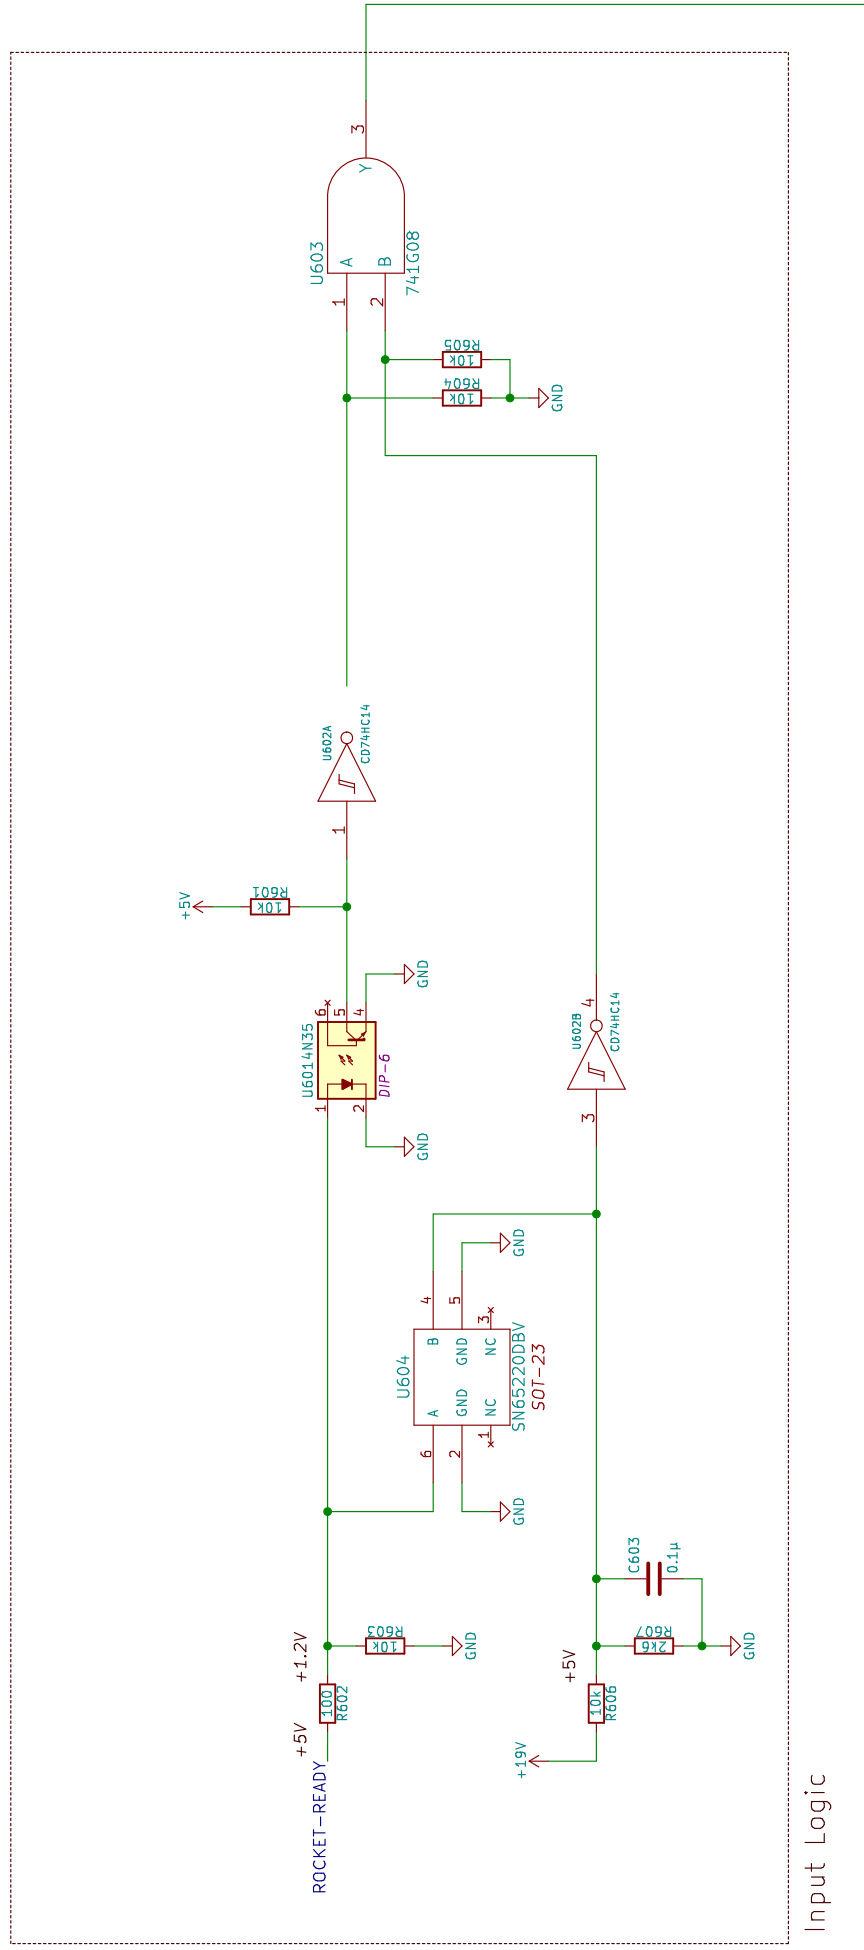 Input Logic
ROCKET-READY
+5V
100
R602
+1.2V
10k
R603
GND
+19V
10k
R606
+5V
2k6
R607
GND
C603
0.1µ
U604
SN65220DBV
SOT-23
A
GND
NC
B
GND
NC
6
2
1
4
5
3
GND
GND
U601
4N35
DIP-6
1
2
6
5
4
GND
GND
+5V
10k
R601
U602A
CD74HC14
1
U602B
CD74HC14
3
4
10k
R604
10k
R605
GND
U603
741G08
A
B
Y
1
2
3